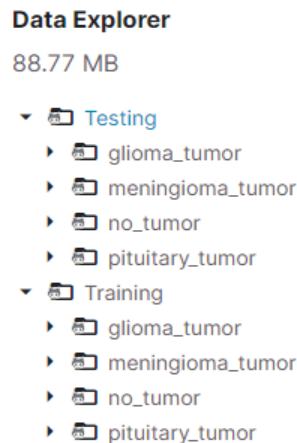 Data Explorer
88.77 MB
Testing
glioma_tumor
meningioma_tumor
no_tumor
pituitary_tumor
Training
glioma_tumor
meningioma_tumor
no_tumor
pituitary_tumor